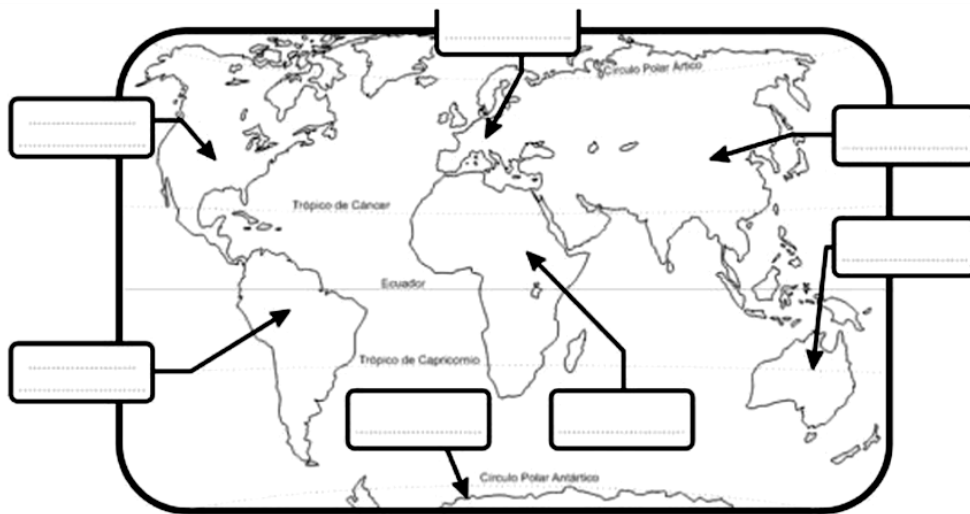 Círculo Polar Ártico
Trópico de Cáncer
Ecuador
Trópico de Capricornio
Círculo Polar Antártico